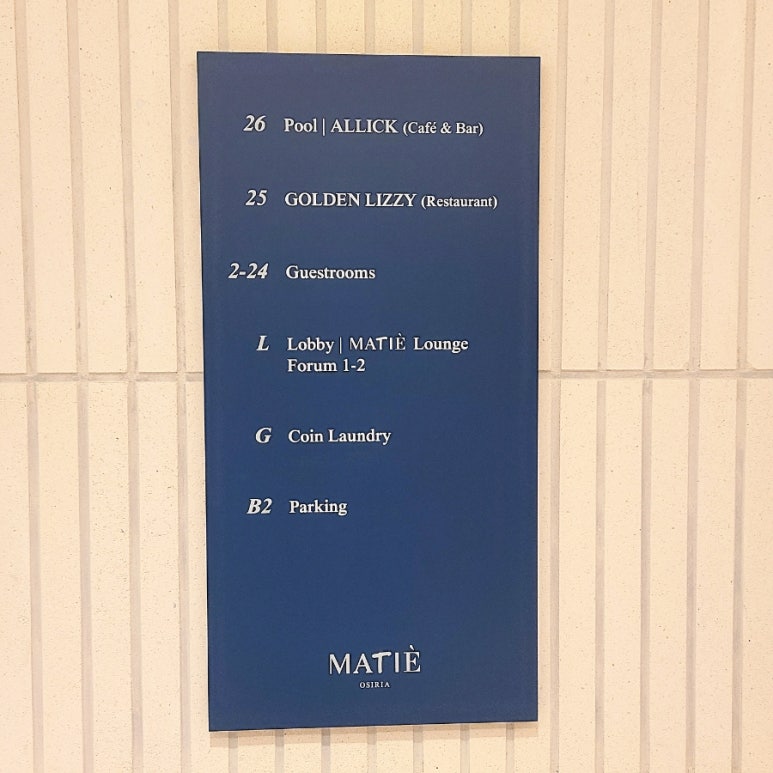 26 Pool | ALLICK (Café & Bar)
25 GOLDEN LIZZY (Restaurant)
2-24 Guestrooms
L Lobby | MATIÈ Lounge
Forum 1-2
G Coin Laundry
B2 Parking
MATIÈ
OSIRIA